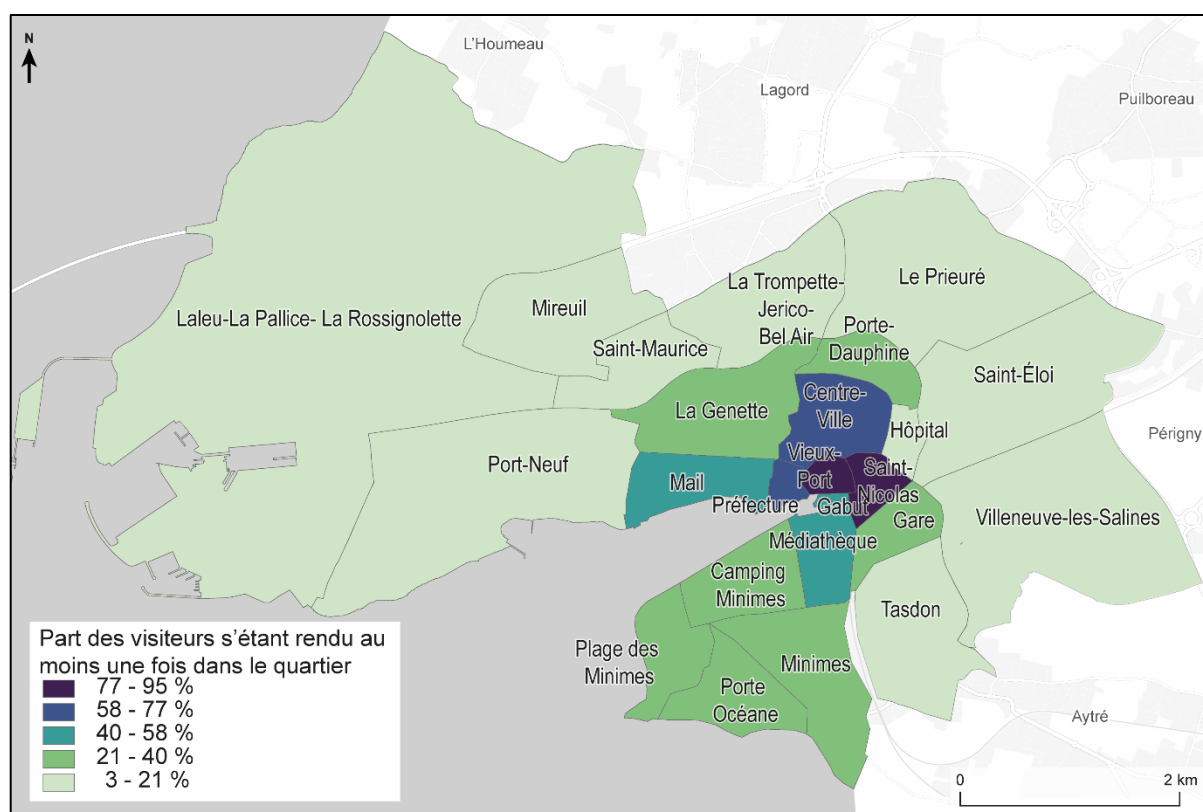 N
L'Houmeau
Lagord
Puilboreau
Le Prieuré
La Trompette-
Jerico-
Bel Air
Mireuil
Laleu-La Pallice- La Rossignolette
Porte-
Dauphine
Saint-Maurice
Saint-Éloi
Centre-
Ville
La Genette
Hôpital
Périgny
Vieux-
Port
Port-Neuf
Saint-
Nicolas
Mail
Préfecture
Gabut
Gare
Villeneuve-les-Salines
Médiathèque
Camping
Minimes
Tasdon
Plage des
Minimes
Minimes
Porte
Océane
Aytré
Part des visiteurs s'étant rendu au
moins une fois dans le quartier
77 - 95 %
58 - 77 %
40 - 58 %
21 - 40 %
3 - 21 %
0
2 km